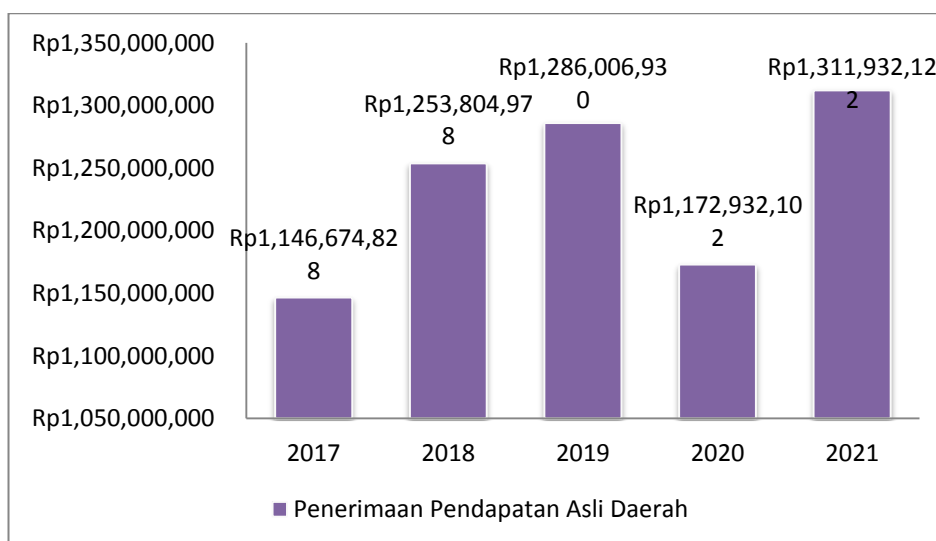 Rp1,350,000,000
Rp1,300,000,000
Rp1,250,000,000
Rp1,200,000,000
Rp1,150,000,000
Rp1,100,000,000
Rp1,050,000,000
Rp1,146,674,82
8
Rp1,253,804,97
8
Rp1,286,006,93
0
Rp1,172,932,10
2
Rp1,311,932,12
2
2017 2018 2019 2020 2021
Penerimaan Pendapatan Asli Daerah